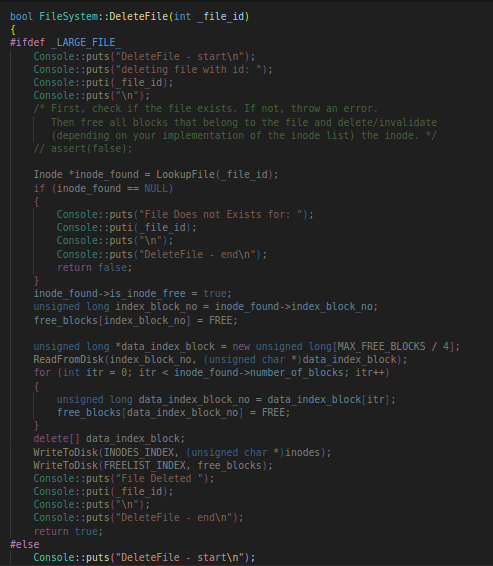 bool FileSystem::DeleteFile(int _file_id)
{
#ifdef _LARGE_FILE_
    Console::puts("DeleteFile - start\n");
    Console::puts("deleting file with id: ");
    Console::puti(_file_id);
    Console::puts("\n");
    /* First, check if the file exists. If not, throw an error.
       Then free all blocks that belong to the file and delete/invalidate
       (depending on your implementation of the inode list) the inode. */
    // assert(false);

    Inode *inode_found = LookupFile(_file_id);
    if (inode_found == NULL)
    {
        Console::puts("File Does not Exists for: ");
        Console::puti(_file_id);
        Console::puts("\n");
        Console::puts("DeleteFile - end\n");
        return false;
    }
    inode_found->is_inode_free = true;
    unsigned long index_block_no = inode_found->index_block_no;
    free_blocks[index_block_no] = FREE;

    unsigned long *data_index_block = new unsigned long[MAX_FREE_BLOCKS / 4];
    ReadFromDisk(index_block_no, (unsigned char *)data_index_block);
    for (int itr = 0; itr < inode_found->number_of_blocks; itr++)
    {
        unsigned long data_index_block_no = data_index_block[itr];
        free_blocks[data_block_no] = FREE;
    }
    delete[] data_index_block;
    WriteToDisk(INODES_INDEX, (unsigned char *)inodes);
    WriteToDisk(FREELIST_INDEX, free_blocks);
    Console::puts("File Deleted ");
    Console::puti(_file_id);
    Console::puts("\n");
    Console::puts("DeleteFile - end\n");
    return true;
#else
    Console::puts("DeleteFile - start\n");